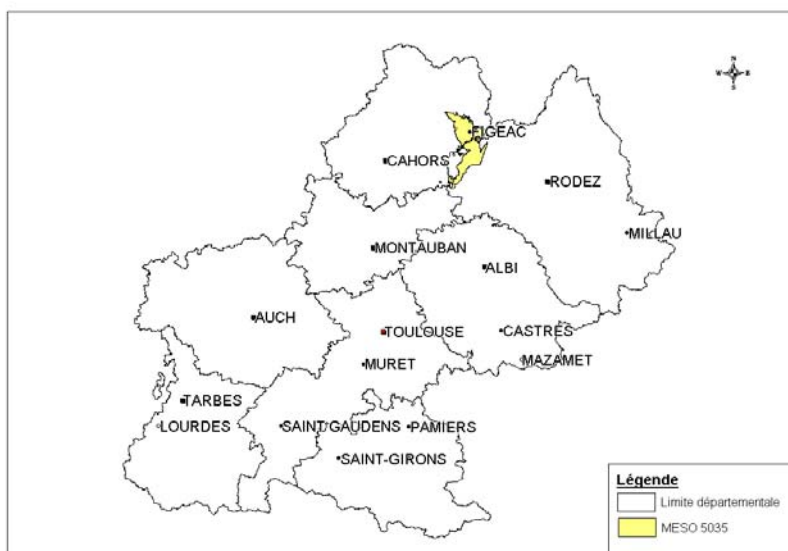 N
W E
S
FIGEAC
CAHORS
RODEZ
MILLAU
MONTAUBAN
ALBI
AUCH
TOULOUSE
CASTRES
MURET
MAZAMET
TARBES
LOURDES
SAINT/GAUDENS
PAMIERS
SAINT-GIRONS
Légende
Limite départementale
MESO 5035